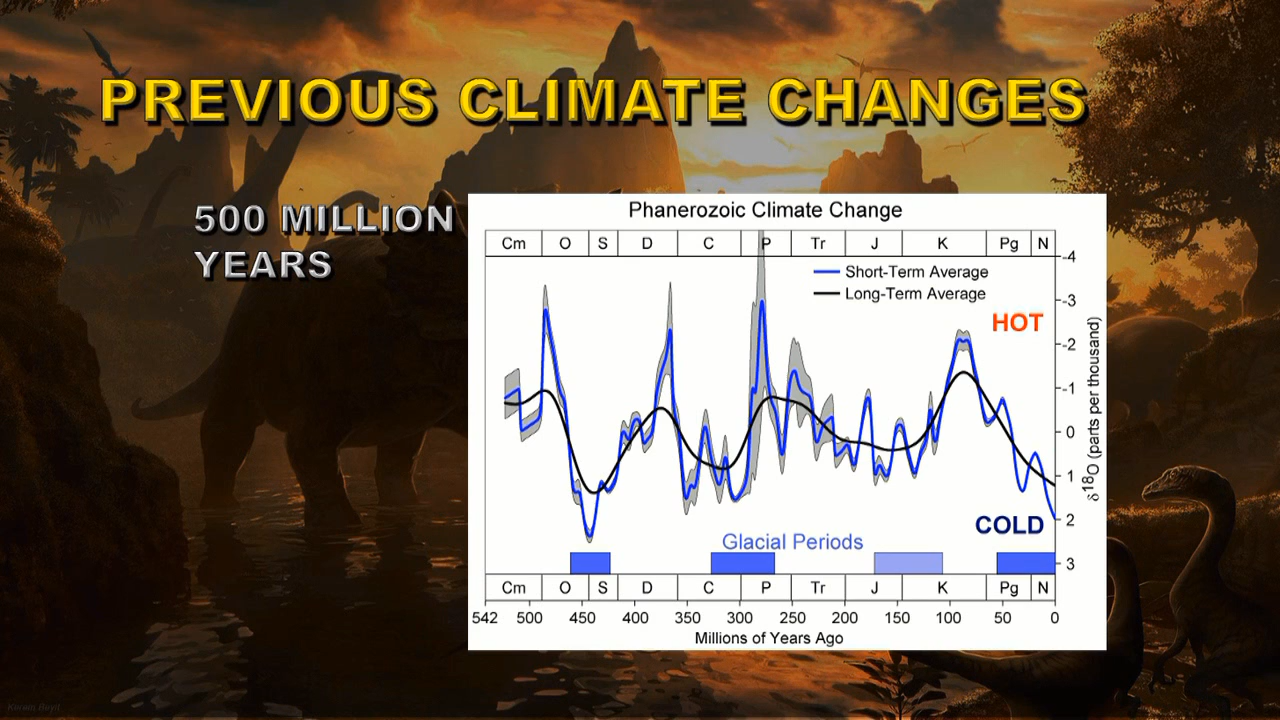 PREVIOUS CLIMATE CHANGES
500 MILLION
YEARS
Phanerozoic Climate Change
Cm O S D C P Tr J K Pg N
-4
Short-Term Average
Long-Term Average
-3
HOT
-2
-1
0
1
2
3
δ18O (parts per thousand)
COLD
Glacial Periods
Cm O S D C P Tr J K Pg N
542 500 450 400 350 300 250 200 150 100 50 0
Millions of Years Ago